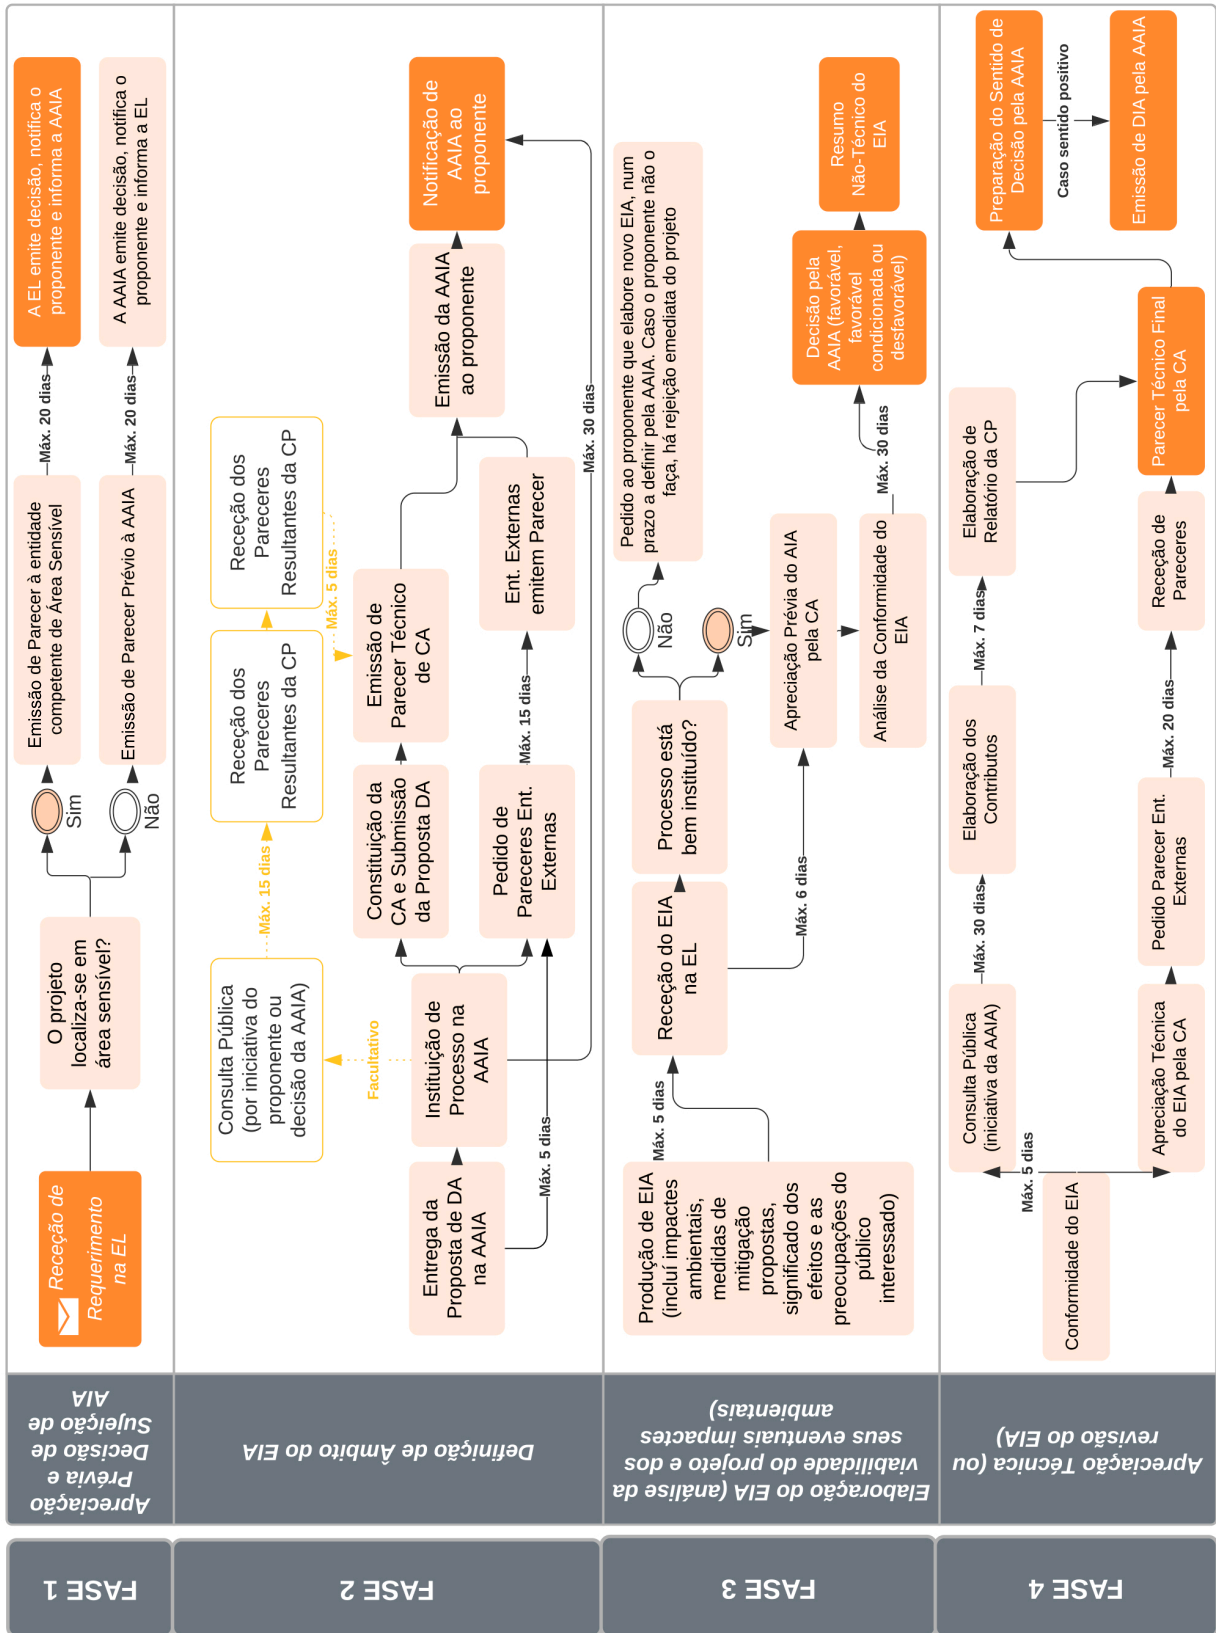 FASE 1
Apreciação
Prévia e
Decisão de
Sujeição de
AIA
Receção de
Requerimento
na EL
O projeto
localiza-se em
área sensível?
Sim
Não
Emissão de Parecer à entidade
competente de Área Sensível
Emissão de Parecer Prévio à AAIA
Máx. 20 dias
Máx. 20 dias
A EL emite decisão, notifica o
proponente e informa a AAIA
A AAIA emite decisão, notifica o
proponente e informa a EL
FASE 2
Definição de Âmbito do EIA
Entrega da
Proposta de DA
na AAIA
Máx. 5 dias
Instituição de
Processo na
AAIA
Facultativo
Consulta Pública
(por iniciativa do
proponente ou
decisão da AAIA)
Máx. 15 dias
Receção dos
Pareceres
Resultantes da CP
Receção dos
Pareceres
Resultantes da CP
Máx. 5 dias
Constituição da
CA e Submissão
da Proposta DA
Emissão de
Parecer Técnico
de CA
Pedido de
Pareceres Ent.
Externas
Máx. 15 dias
Ent. Externas
emitem Parecer
Emissão da AAIA
ao proponente
Máx. 30 dias
Notificação de
AAIA ao
proponente
FASE 3
Elaboração do EIA (análise da
viabilidade do projeto e dos
seus eventuais impactes
ambientais)
Produção de EIA
(incluí impactes
ambientais,
medidas de
mitigação
propostas,
significado dos
efeitos e as
preocupações do
público
interessado)
Máx. 5 dias
Receção do EIA
na EL
Máx. 6 dias
Processo está
bem instituído?
Não
Sim
Pedido ao proponente que elabore novo EIA, num
prazo a definir pela AAIA. Caso o proponente não o
faça, há rejeição emediata do projeto
Apreciação Prévia do AIA
pela CA
Análise da Conformidade do
EIA
Máx. 30 dias
Decisão pela
AAIA (favorável,
favorável
condicionada ou
desfavorável)
Resumo
Não-Técnico do
EIA
FASE 4
Apreciação Técnica (ou
revisão do EIA)
Conformidade do EIA
Máx. 5 dias
Consulta Pública
(iniciativa da AAIA)
Máx. 30 dias
Elaboração dos
Contributos
Máx. 7 dias
Elaboração de
Relatório da CP
Apreciação Técnica
do EIA pela CA
Pedido Parecer Ent.
Externas
Máx. 20 dias
Receção de
Pareceres
Parecer Técnico Final
pela CA
Preparação do Sentido de
Decisão pela AAIA
Caso sentido positivo
Emissão de DIA pela AAIA